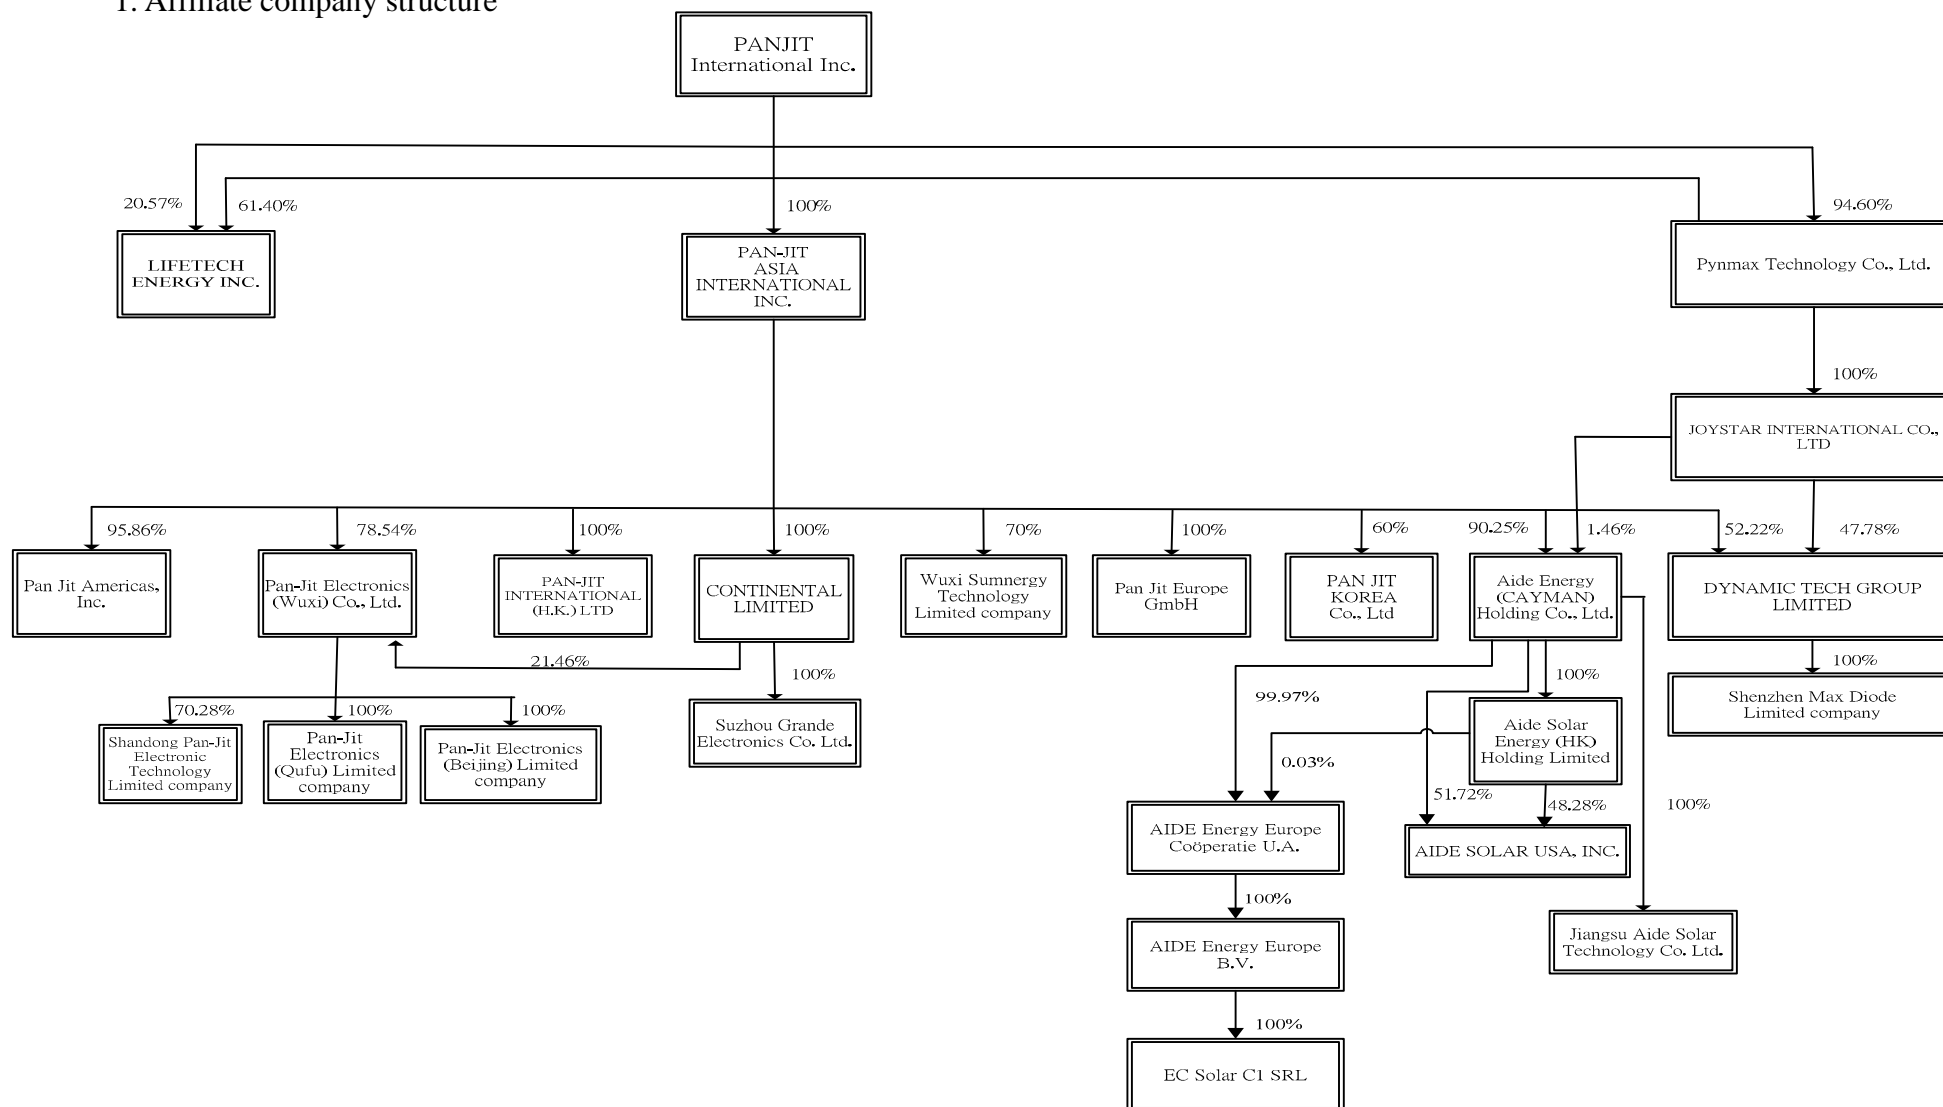 1. Affiliate company structure
PANJIT
International Inc.
20.57%
61.40%
100%
94.60%
LIFETECH
ENERGY INC.
PAN-JIT
ASIA
INTERNATIONAL
INC.
Pynmax Technology Co., Ltd.
100%
JOYSTAR INTERNATIONAL CO.,
LTD
95.86%
78.54%
100%
100%
70%
100%
60%
90.25%
1.46%
52.22%
47.78%
Pan Jit Americas,
Inc.
Pan-Jit Electronics
(Wuxi) Co., Ltd.
PAN-JIT
INTERNATIONAL
(H.K.) LTD
CONTINENTAL
LIMITED
Wuxi Sumnergy
Technology
Limited company
Pan Jit Europe
GmbH
PAN JIT
KOREA
Co., Ltd
Aide Energy
(CAYMAN)
Holding Co., Ltd.
DYNAMIC TECH GROUP
LIMITED
21.46%
100%
100%
100%
70.28%
100%
100%
99.97%
Shandong Pan-Jit
Electronic
Technology
Limited company
Pan-Jit
Electronics
(Qufu) Limited
company
Pan-Jit Electronics
(Beijing) Limited
company
Suzhou Grande
Electronics Co. Ltd.
Aide Solar
Energy (HK)
Holding Limited
Shenzhen Max Diode
Limited company
0.03%
51.72%
48.28%
100%
AIDE Energy Europe
Coöperatie U.A.
AIDE SOLAR USA, INC.
100%
AIDE Energy Europe
B.V.
Jiangsu Aide Solar
Technology Co. Ltd.
100%
EC Solar C1 SRL